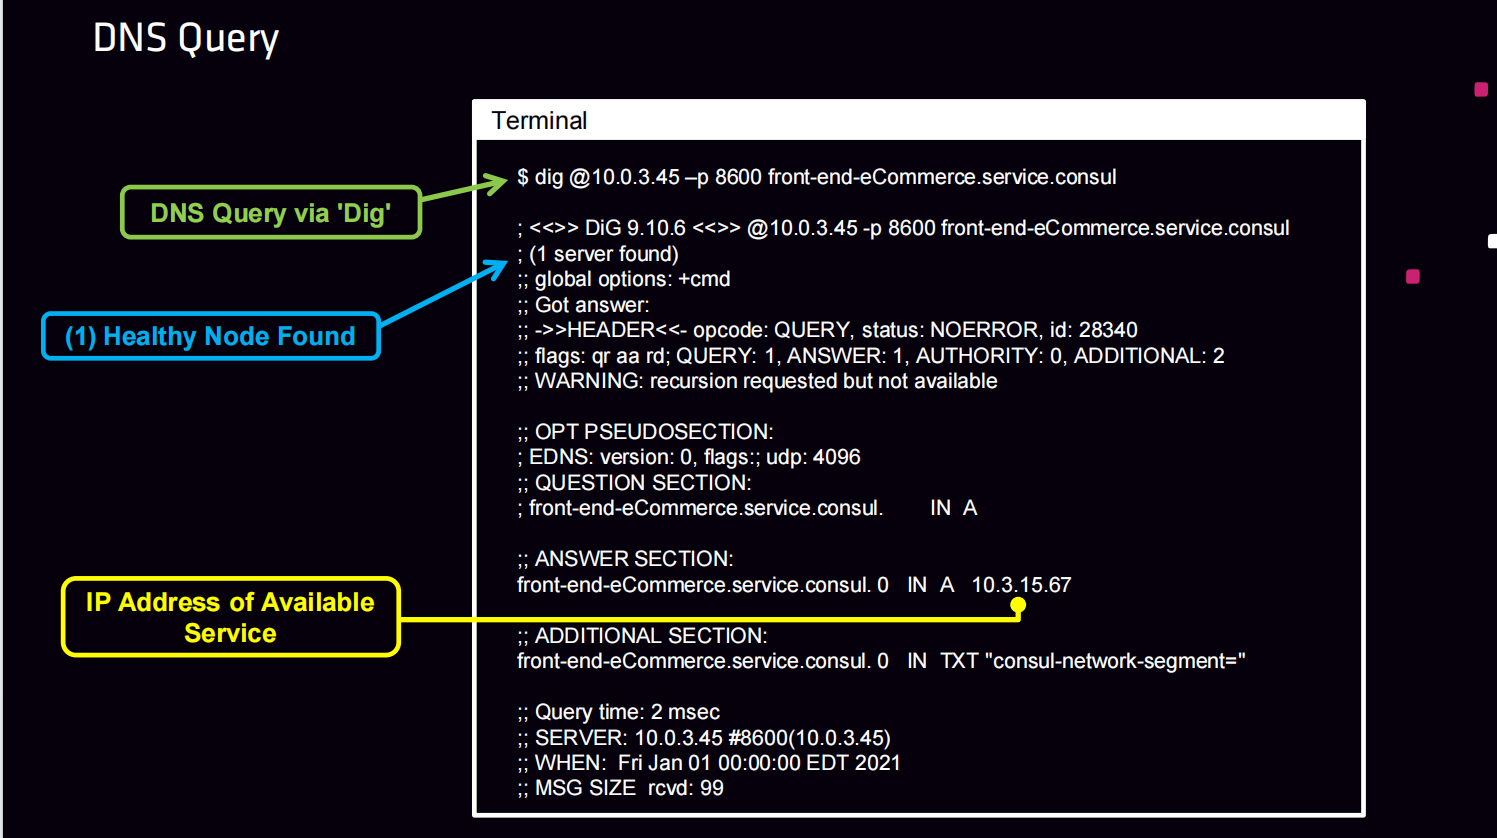 DNS Query
Terminal
$ dig @10.0.3.45 –p 8600 front-end-eCommerce.service.consul
DNS Query via 'Dig'
; <<>> DiG 9.10.6 <<>> @10.0.3.45 -p 8600 front-end-eCommerce.service.consul
; (1 server found)
;; global options: +cmd
;; Got answer:
(1) Healthy Node Found
;; ->>HEADER<<- opcode: QUERY, status: NOERROR, id: 28340
;; flags: qr aa rd; QUERY: 1, ANSWER: 1, AUTHORITY: 0, ADDITIONAL: 2
;; WARNING: recursion requested but not available
;; OPT PSEUDOSECTION:
; EDNS: version: 0, flags:; udp: 4096
;; QUESTION SECTION:
; front-end-eCommerce.service.consul. IN A
;; ANSWER SECTION:
front-end-eCommerce.service.consul. 0 IN A 10.3.15.67
IP Address of Available
Service
;; ADDITIONAL SECTION:
front-end-eCommerce.service.consul. 0 IN TXT "consul-network-segment="
;; Query time: 2 msec
;; SERVER: 10.0.3.45 #8600(10.0.3.45)
;; WHEN: Fri Jan 01 00:00:00 EDT 2021
;; MSG SIZE rcvd: 99